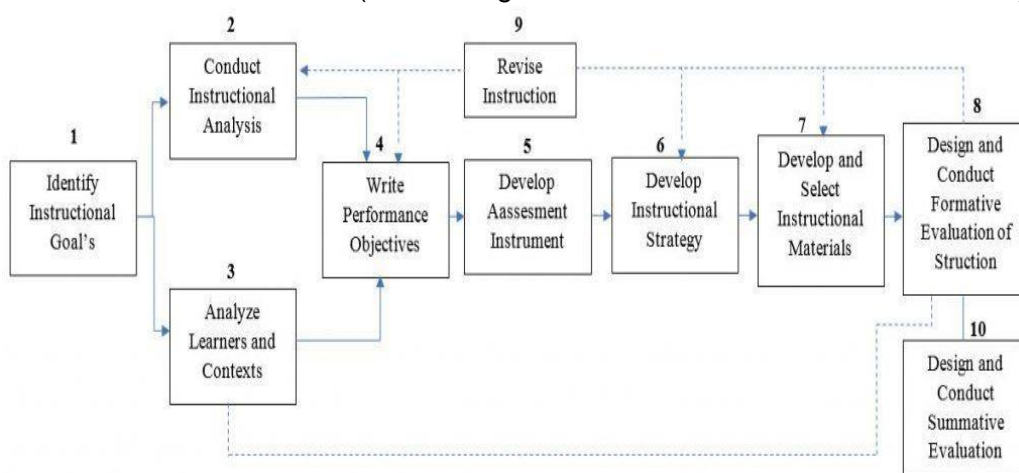 1
Identify
Instructional
Goal's
2
Conduct
Instructional
Analysis
3
Analyze
Learners and
Contexts
4
Write
Performance
Objectives
5
Develop
Aassesment
Instrument
6
Develop
Instructional
Strategy
7
Develop and
Select
Instructional
Materials
8
Design and
Conduct
Formative
Evaluation of
Struction
9
Revise
Instruction
10
Design and
Conduct
Summative
Evaluation